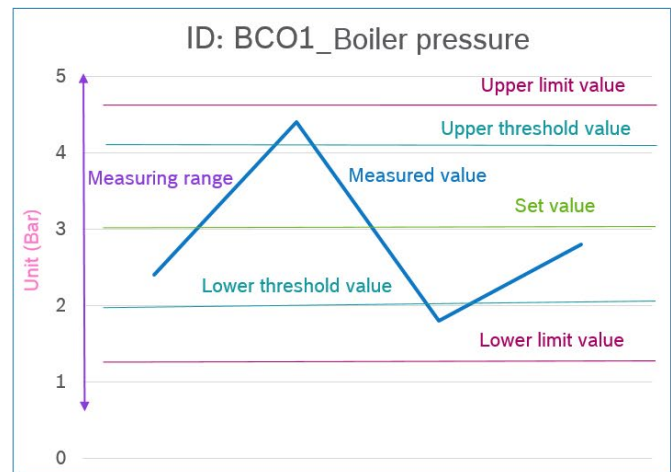 ID: BCO1_Boiler pressure
5
Upper limit value
Upper threshold value
4
Measuring range
Measured value
Set value
3
Unit (Bar)
Lower threshold value
2
Lower limit value
1
0